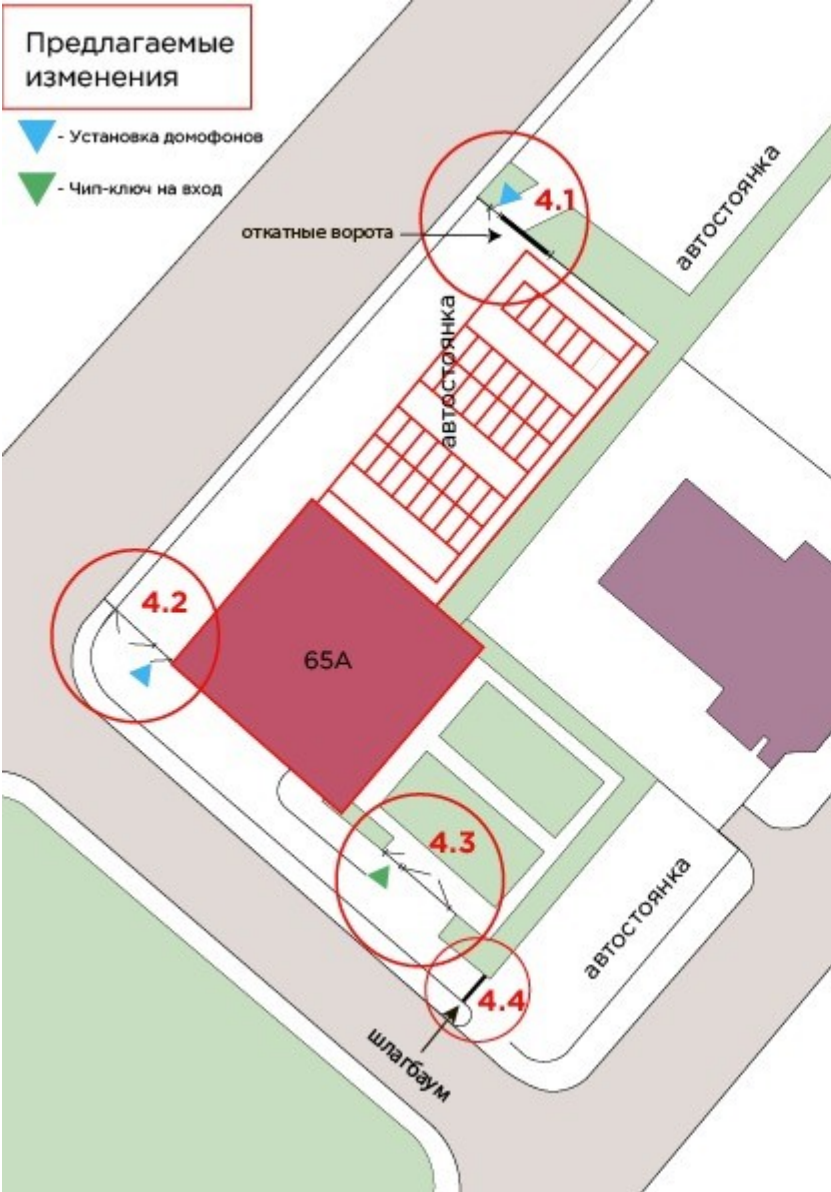 Предлагаемые
изменения
- Установка домофонов
- Чип-ключ на вход
4.1
откатные ворота
автостоянка
автостоянка
4.2
65А
4.3
автостоянка
4.4
шлагбаум